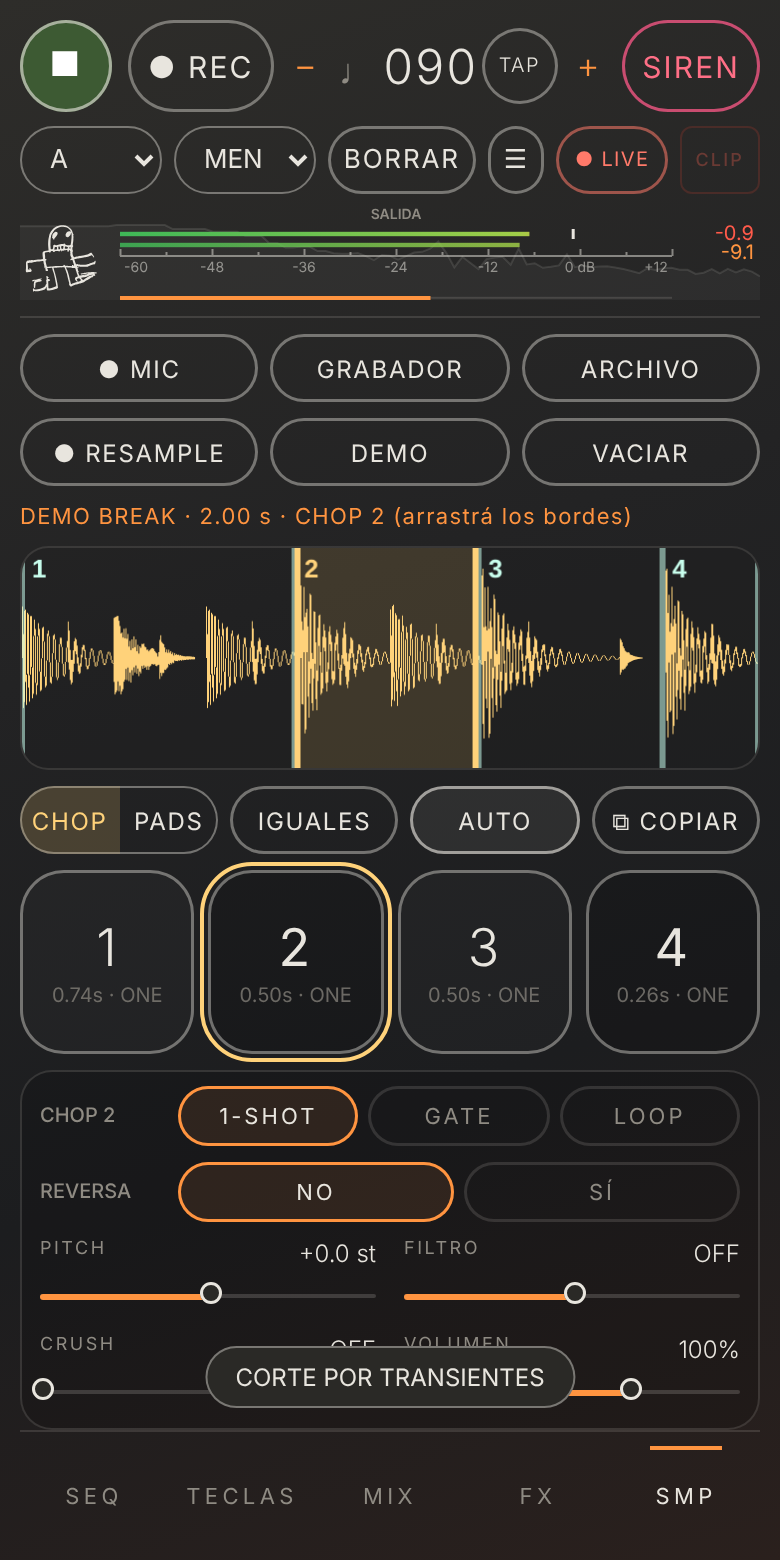 REC − ♩ 090 TAP + SIREN
A MEN BORRAR ☰ LIVE CLIP
SALIDA
-0.9
-9.1
-60 -48 -36 -24 -12 0 dB +12
MIC GRABADOR ARCHIVO
RESAMPLE DEMO VACIAR
DEMO BREAK · 2.00 s · CHOP 2 (arrastrá los bordes)
1 2 3 4
CHOP PADS IGUALES AUTO COPIAR
1 2 3 4
0.74s · ONE 0.50s · ONE 0.50s · ONE 0.26s · ONE
CHOP 2 1-SHOT GATE LOOP
REVERSA NO SÍ
PITCH +0.0 st FILTRO OFF
CRUSH OFF VOLUMEN 100%
CORTE POR TRANSIENTES
SEQ TECLAS MIX FX SMP